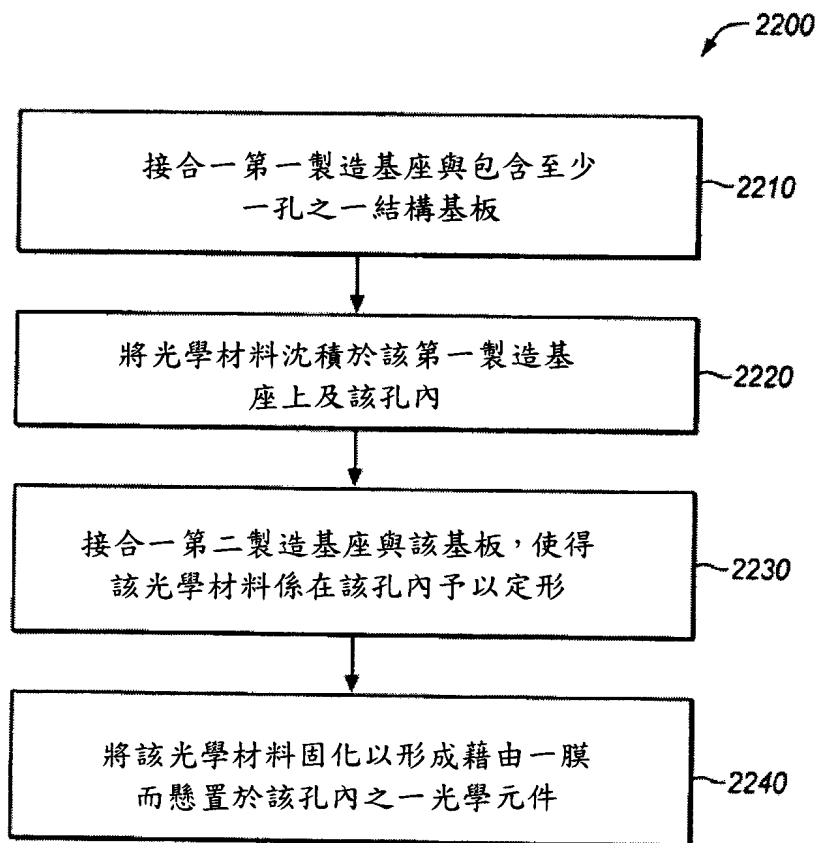 2200
接合一第一製造基座與包含至少
一孔之一結構基板
2210
將光學材料沈積於該第一製造基
座上及該孔內
2220
接合一第二製造基座與該基板，使得
該光學材料係在該孔內予以定形
2230
將該光學材料固化以形成藉由一膜
而懸置於該孔內之一光學元件
2240